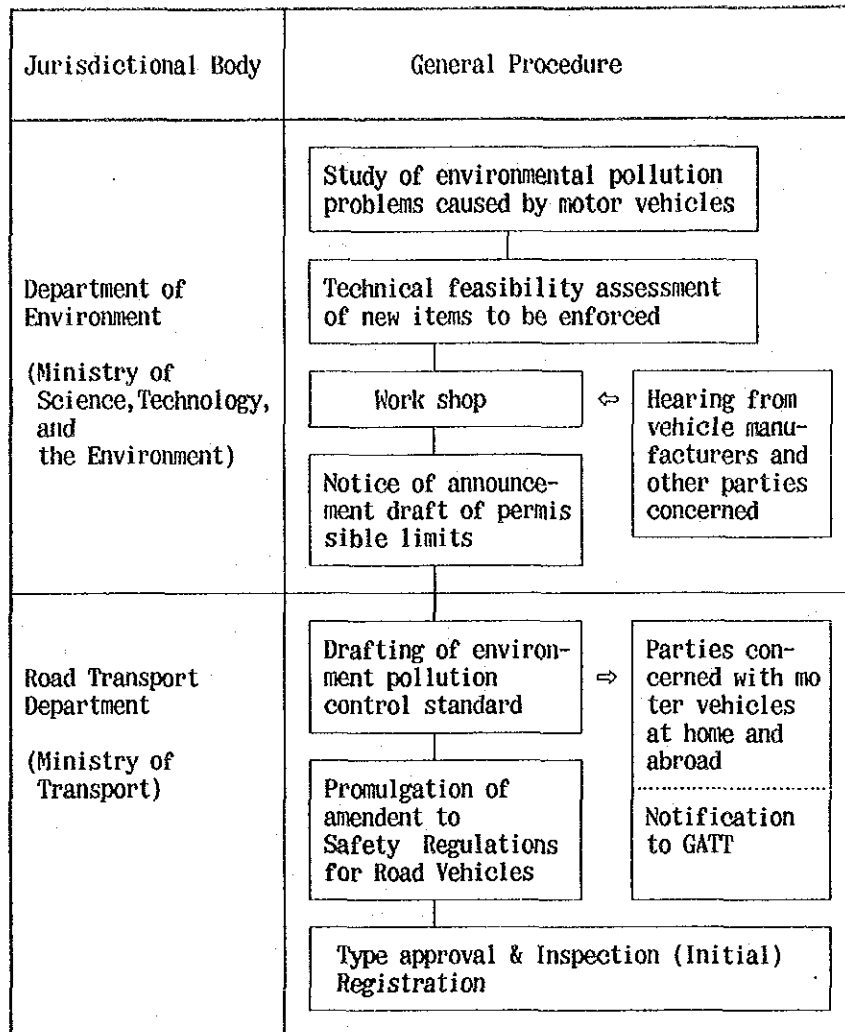 Jurisdictional Body
General Procedure
Department of
Environment
(Ministry of
Science,Technology,
and
the Environment)
Study of environmental pollution
problems caused by motor vehicles
Technical feasibility assessment
of new items to be enforced
Work shop
⇦
Hearing from
vehicle manu-
facturers and
other parties
concerned
Notice of announce-
ment draft of permis
sible limits
Road Transport
Department
(Ministry of
Transport)
Drafting of environ-
ment pollution
control standard
⇨
Parties con-
cerned with mo
ter vehicles
at home and
abroad
Notification
to GATT
Promulgation of
amendent to
Safety Regulations
for Road Vehicles
Type approval & Inspection (Initial)
Registration